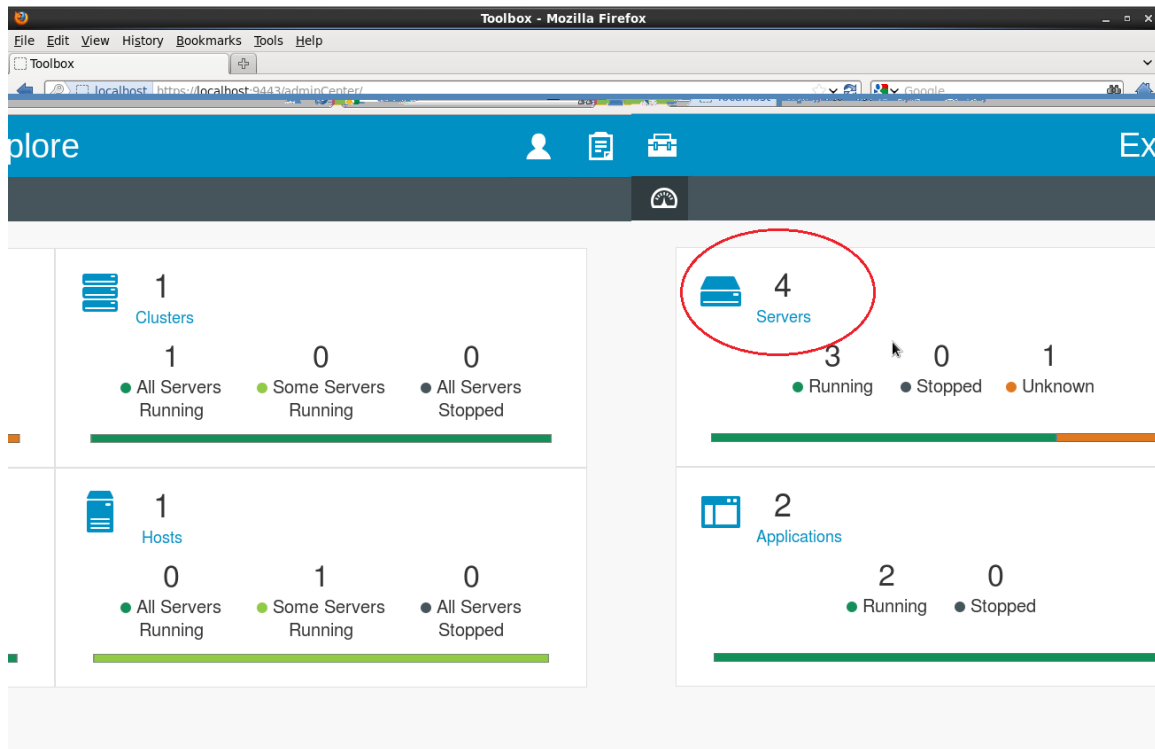 Toolbox - Mozilla Firefox
File Edit View History Bookmarks Tools Help
Toolbox
localhost https://localhost:9443/adminCenter/ Google
plore Ex
1
Clusters
1 0 0
All Servers Running
Some Servers Running
All Servers Stopped
4
Servers
3 0 1
Running Stopped Unknown
1
Hosts
0 1 0
All Servers Running
Some Servers Running
All Servers Stopped
2
Applications
2 0
Running Stopped